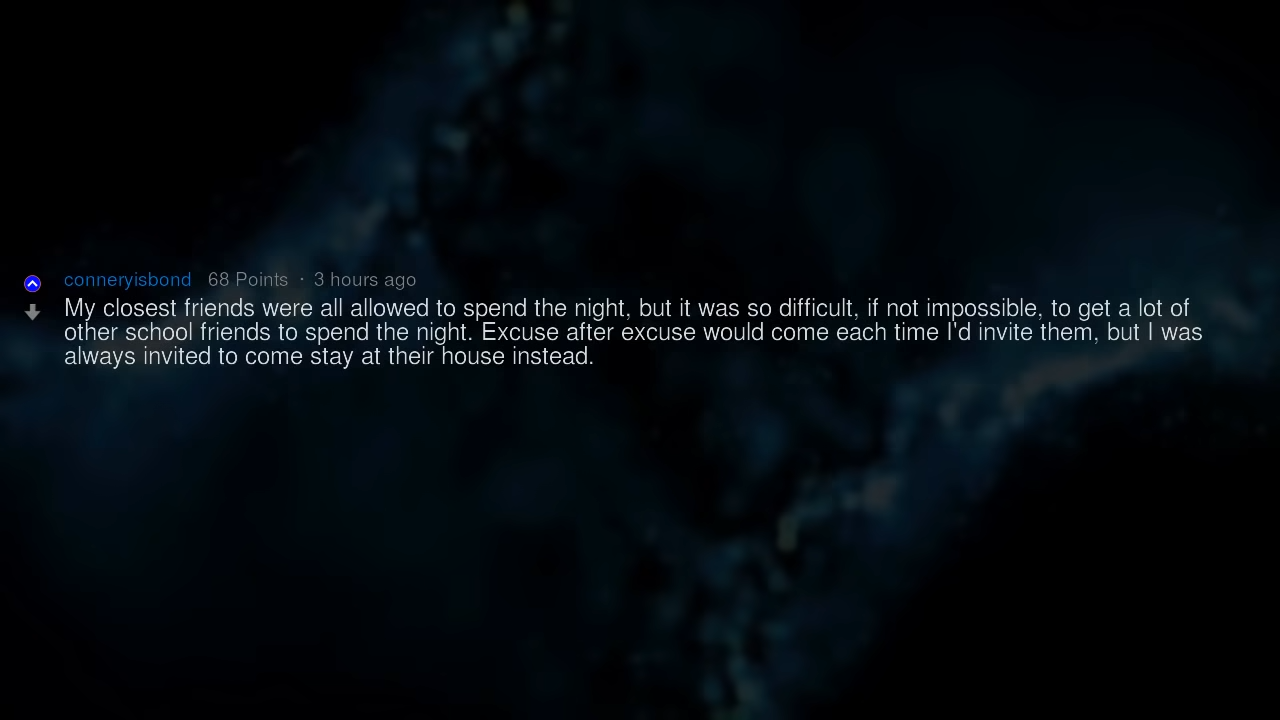 conneryisbond 68 Points · 3 hours ago
My closest friends were all allowed to spend the night, but it was so difficult, if not impossible, to get a lot of
other school friends to spend the night. Excuse after excuse would come each time I'd invite them, but I was
always invited to come stay at their house instead.